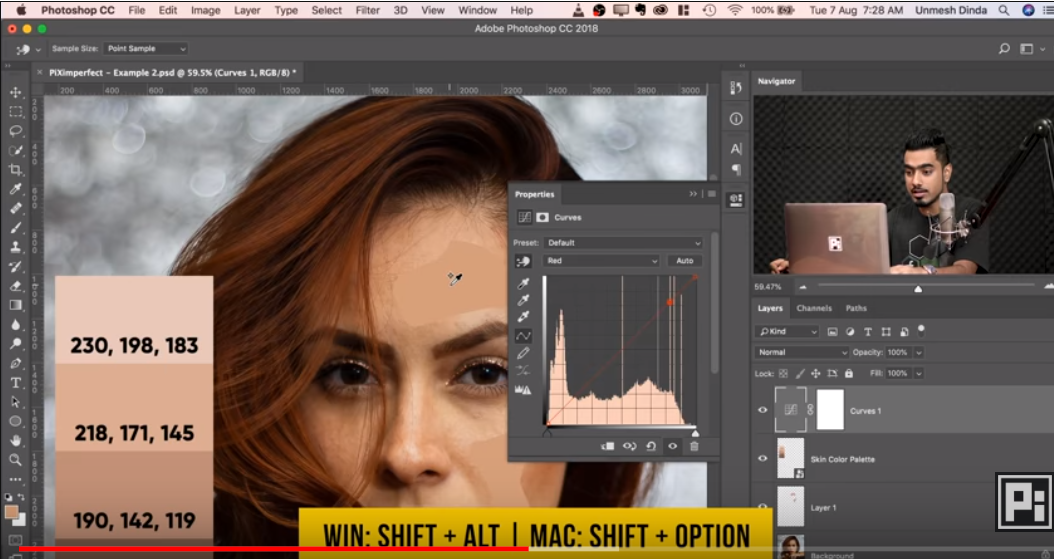 Photoshop CC File Edit Image Layer Type Select Filter 3D View Window Help 100% Tue 7 Aug 7:28 AM Unmesh Dinda
Adobe Photoshop CC 2018
Sample Size: Point Sample
× PiXimperfect – Example 2.psd @ 59.5% (Curves 1, RGB/8) *
200 400 600 800 1000 1200 1400 1600 1800 2000 2200 2400 2600 2800 3000
Navigator
Properties
Curves
Preset: Default
Red Auto
59.47%
Layers Channels Paths
Kind
Normal Opacity: 100%
Lock: Fill: 100%
Curves 1
Skin Color Palette
Layer 1
Background
230, 198, 183
218, 171, 145
190, 142, 119
WIN: SHIFT + ALT | MAC: SHIFT + OPTION
Pi